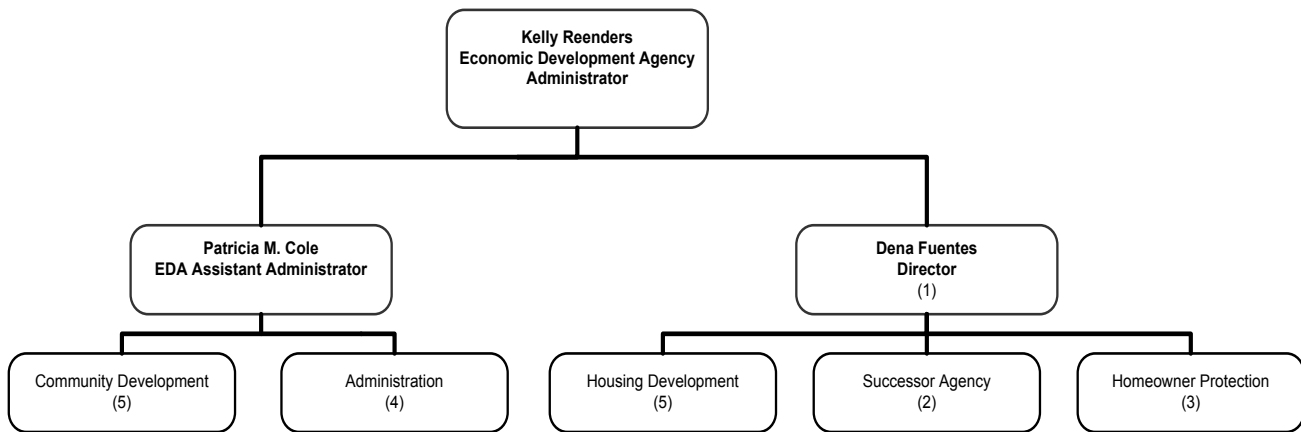 Kelly Reenders
Economic Development Agency
Administrator
Patricia M. Cole
EDA Assistant Administrator
Dena Fuentes
Director
(1)
Community Development
(5)
Administration
(4)
Housing Development
(5)
Successor Agency
(2)
Homeowner Protection
(3)